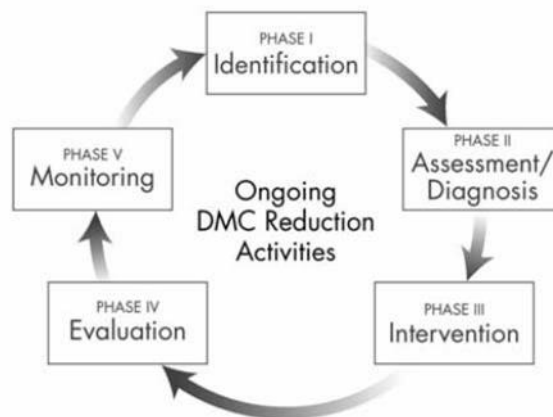 PHASE I
Identification
PHASE II
Assessment/
Diagnosis
PHASE III
Intervention
PHASE IV
Evaluation
PHASE V
Monitoring
Ongoing
DMC Reduction
Activities